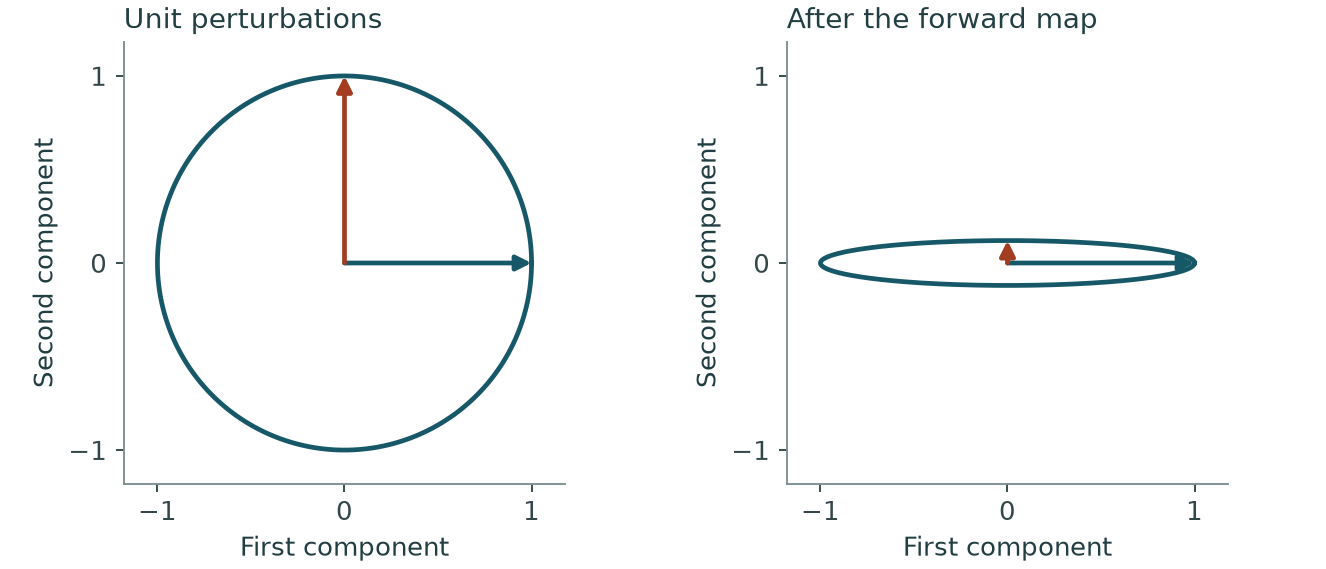 Unit perturbations
1
0
−1
Second component
−1 0 1
First component
After the forward map
1
0
−1
Second component
−1 0 1
First component